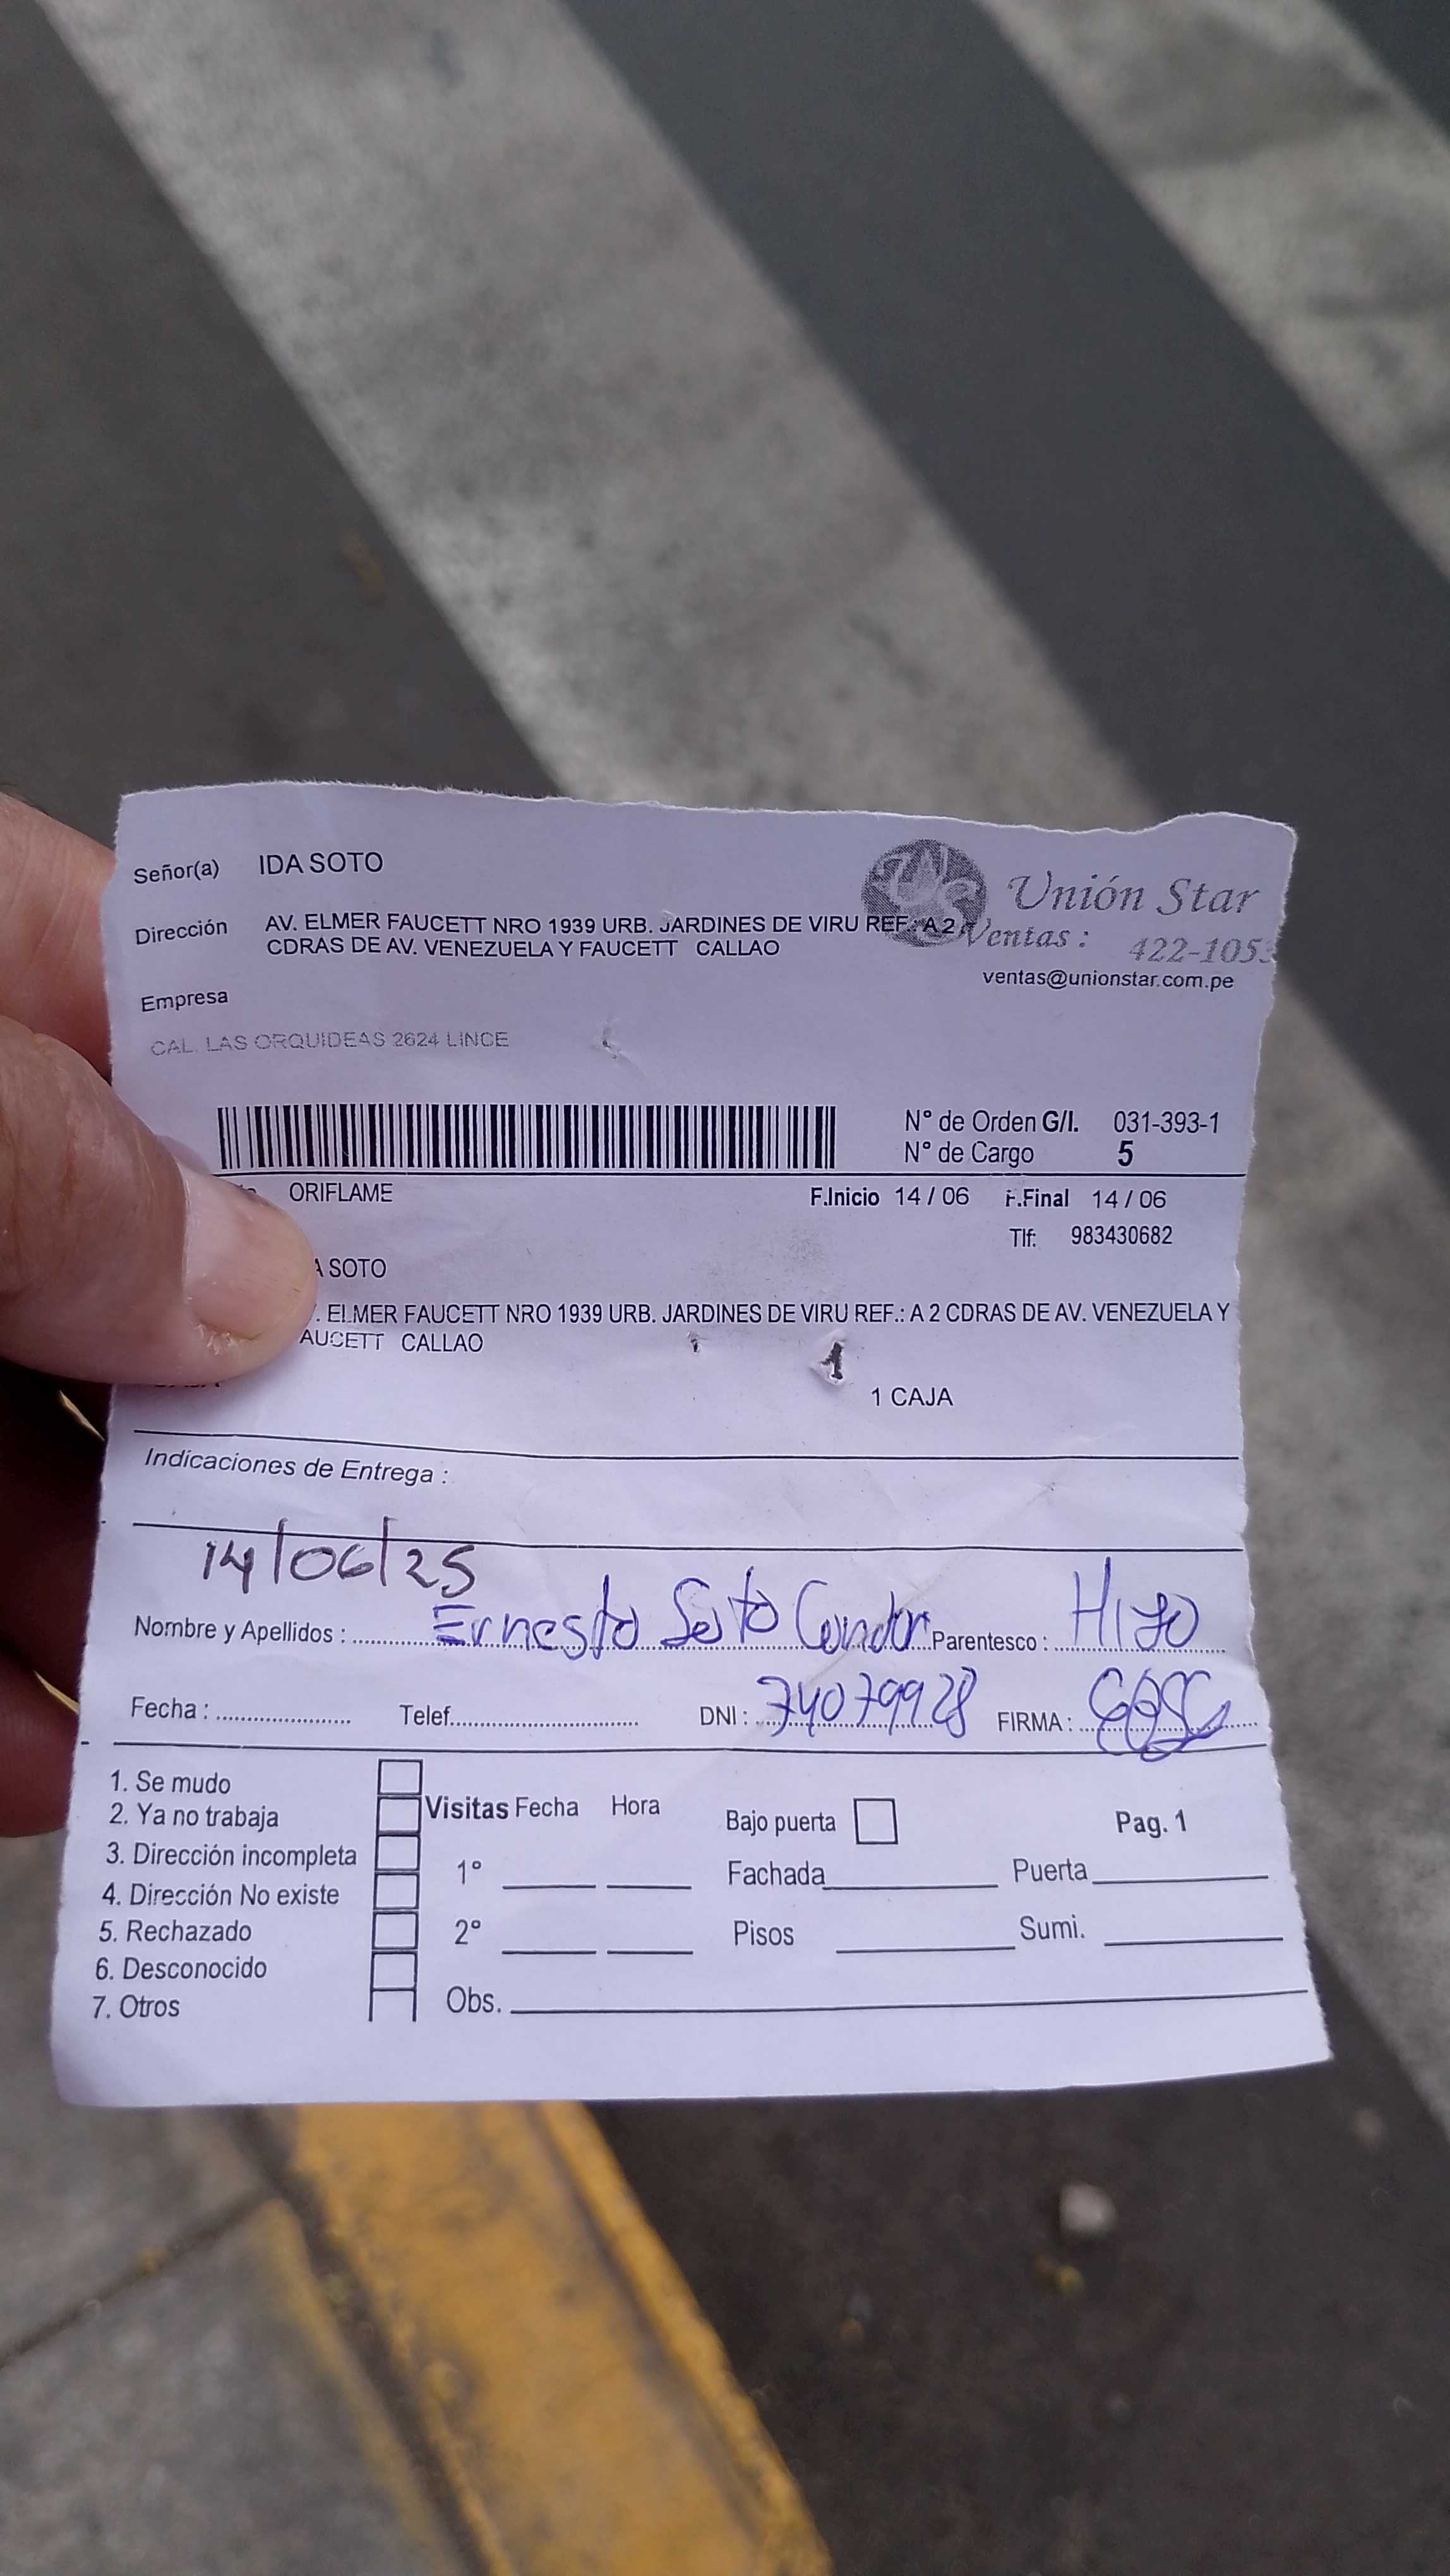 Señor(a) IDA SOTO
Unión Star
Dirección AV. ELMER FAUCETT NRO 1939 URB. JARDINES DE VIRU REF.: A 2
CDRAS DE AV. VENEZUELA Y FAUCETT CALLAO
Ventas : 422-105
ventas@unionstar.com.pe
Empresa
CAL. LAS ORQUIDEAS 2624 LINCE
N° de Orden G/I. 031-393-1
N° de Cargo 5
ORIFLAME F.Inicio 14 / 06 F.Final 14 / 06
Tlf: 983430682
A SOTO
. ELMER FAUCETT NRO 1939 URB. JARDINES DE VIRU REF.: A 2 CDRAS DE AV. VENEZUELA Y
AUCETT CALLAO
1
1 CAJA
Indicaciones de Entrega :
14/06/25
Nombre y Apellidos : Ernesto Soto Condor Parentesco : Hijo
Fecha : Telef. DNI : 74079928 FIRMA :
1. Se mudo
2. Ya no trabaja
3. Dirección incompleta
4. Dirección No existe
5. Rechazado
6. Desconocido
7. Otros
Visitas Fecha Hora
1°
2°
Obs.
Bajo puerta
Pag. 1
Fachada Puerta
Pisos Sumi.